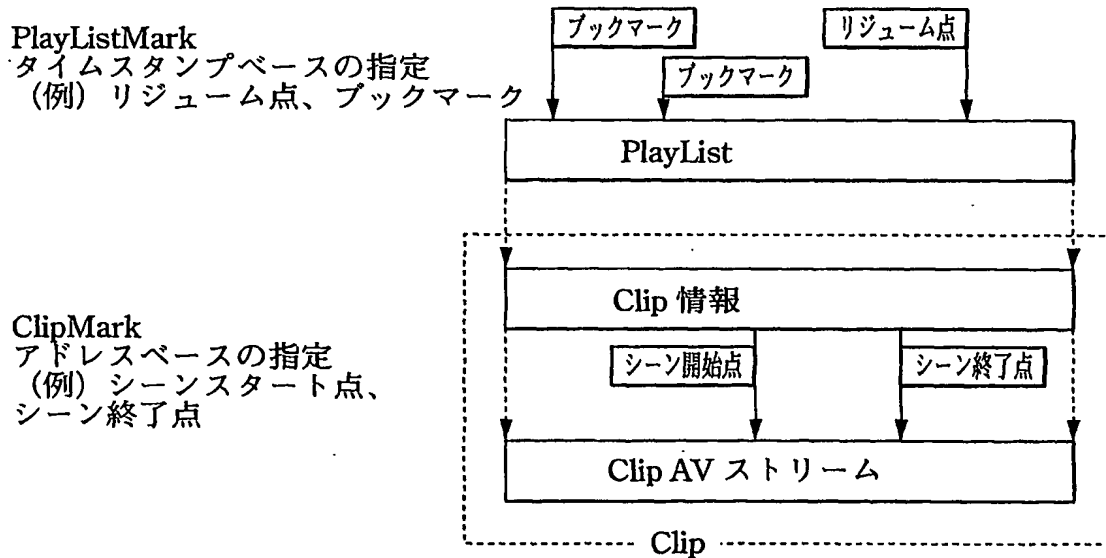 PlayListMark
タイムスタンプベースの指定
(例) リジューム点、ブックマーク
ブックマーク
リジューム点
ブックマーク
PlayList
Clip 情報
ClipMark
アドレスベースの指定
(例) シーンスタート点、
シーン終了点
シーン開始点
シーン終了点
Clip AV ストリーム
Clip